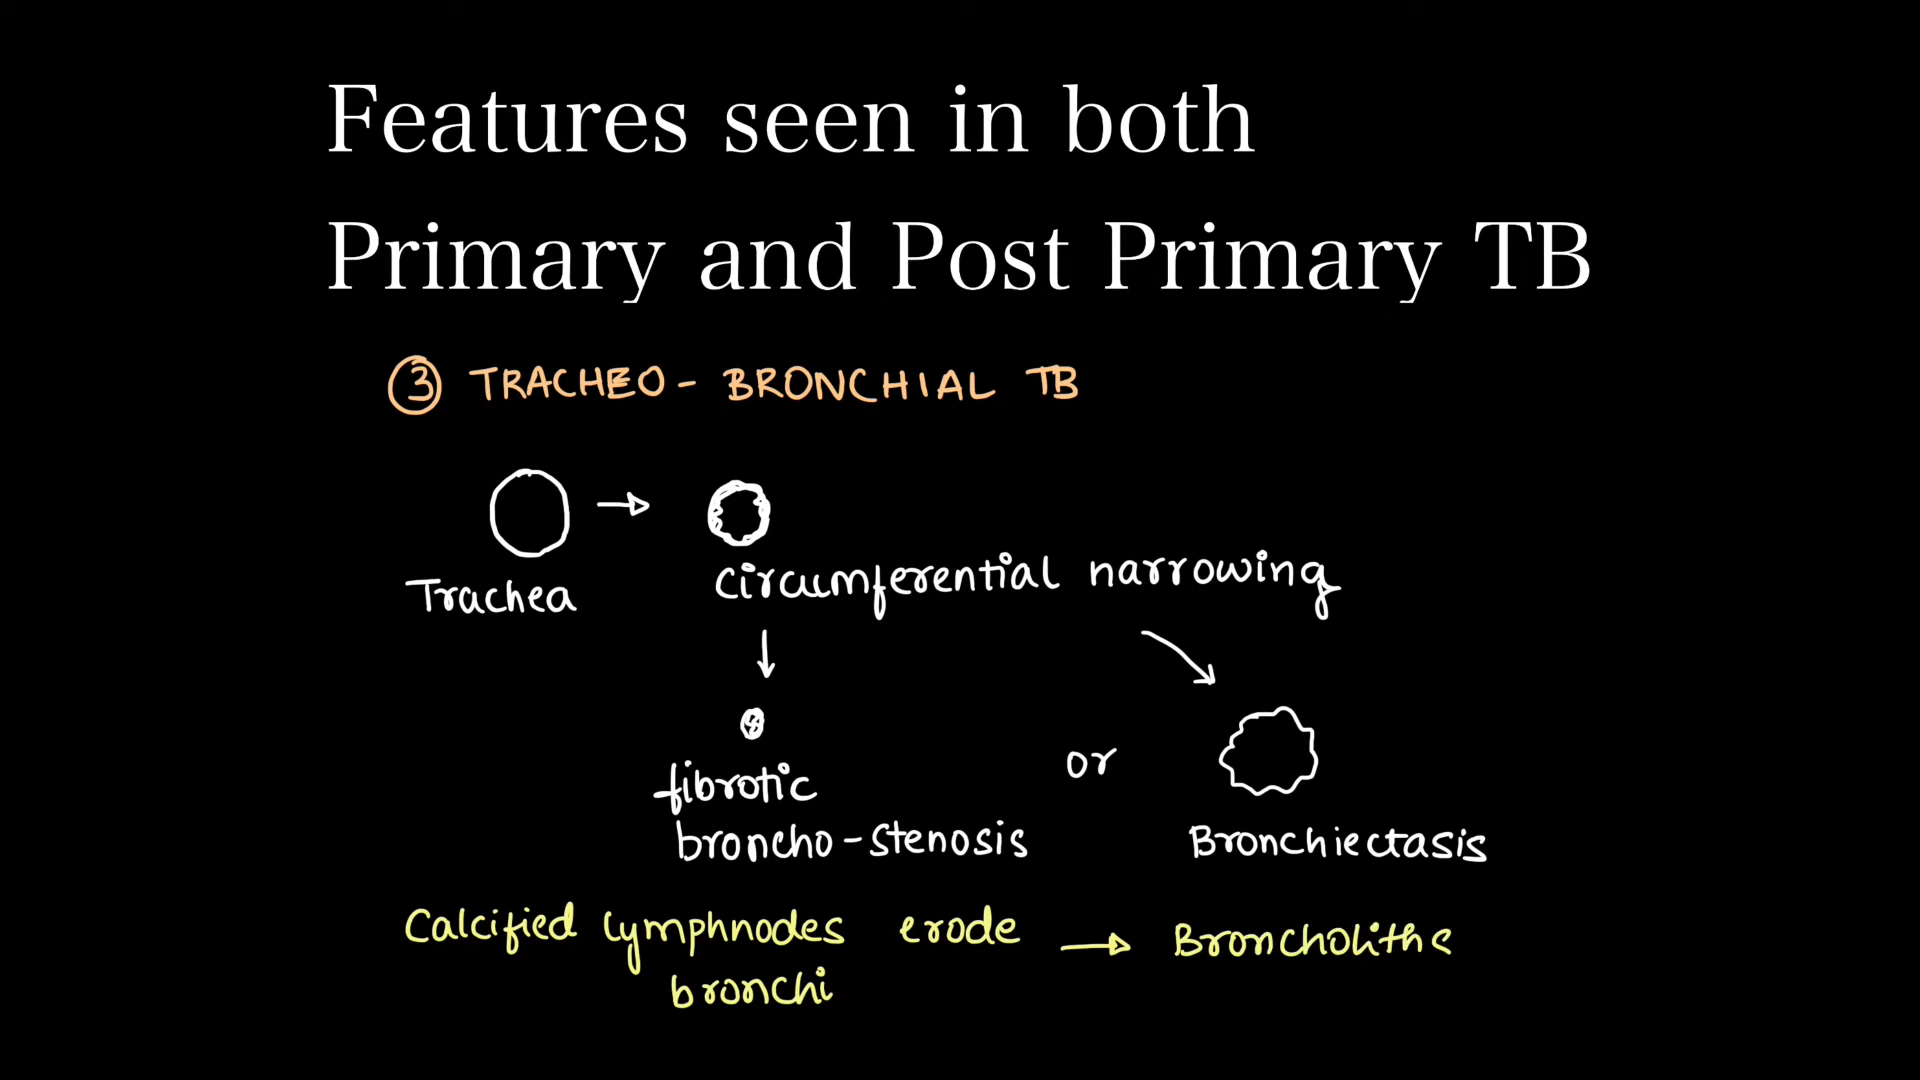 Features seen in both
Primary and Post Primary TB
③ TRACHEO - BRONCHIAL TB
Trachea
circumferential narrowing
fibrotic
broncho-stenosis
or
Bronchiectasis
Calcified lymphnodes erode → Broncholiths
bronchi